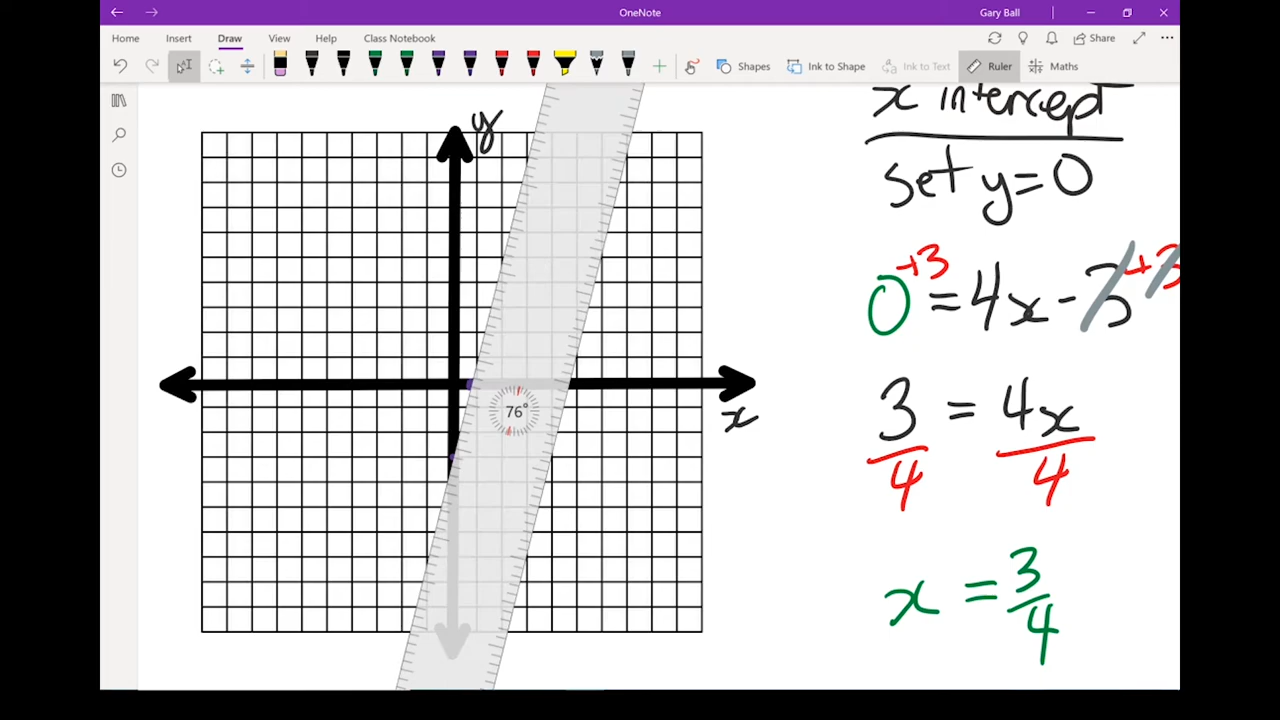 OneNote
Gary Ball
Home Insert Draw View Help Class Notebook
Share
Shapes Ink to Shape Ink to Text Ruler Maths
y
x intercept
set y=0
0+3 = 4x - 3+3
3 = 4x
4 4
x = 3/4
76°
x